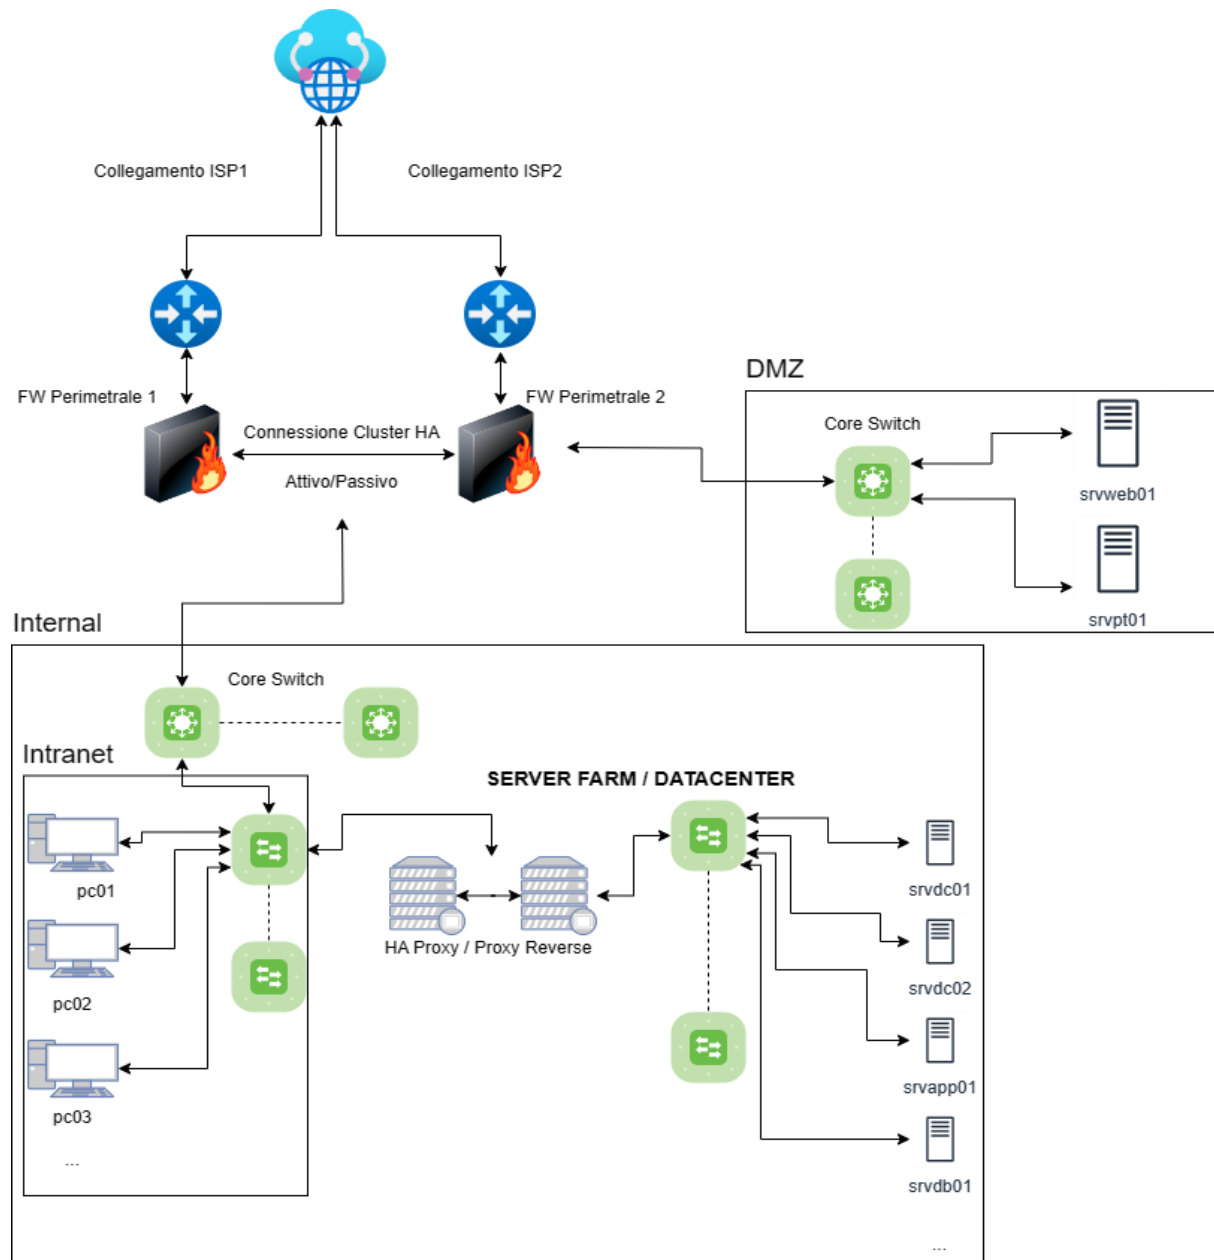 Collegamento ISP1
Collegamento ISP2
FW Perimetrale 1
FW Perimetrale 2
Connessione Cluster HA
Attivo/Passivo
DMZ
Core Switch
srvweb01
srvpt01
Internal
Core Switch
Intranet
SERVER FARM / DATACENTER
pc01
pc02
pc03
...
HA Proxy / Proxy Reverse
srvdc01
srvdc02
srvapp01
srvdb01
...